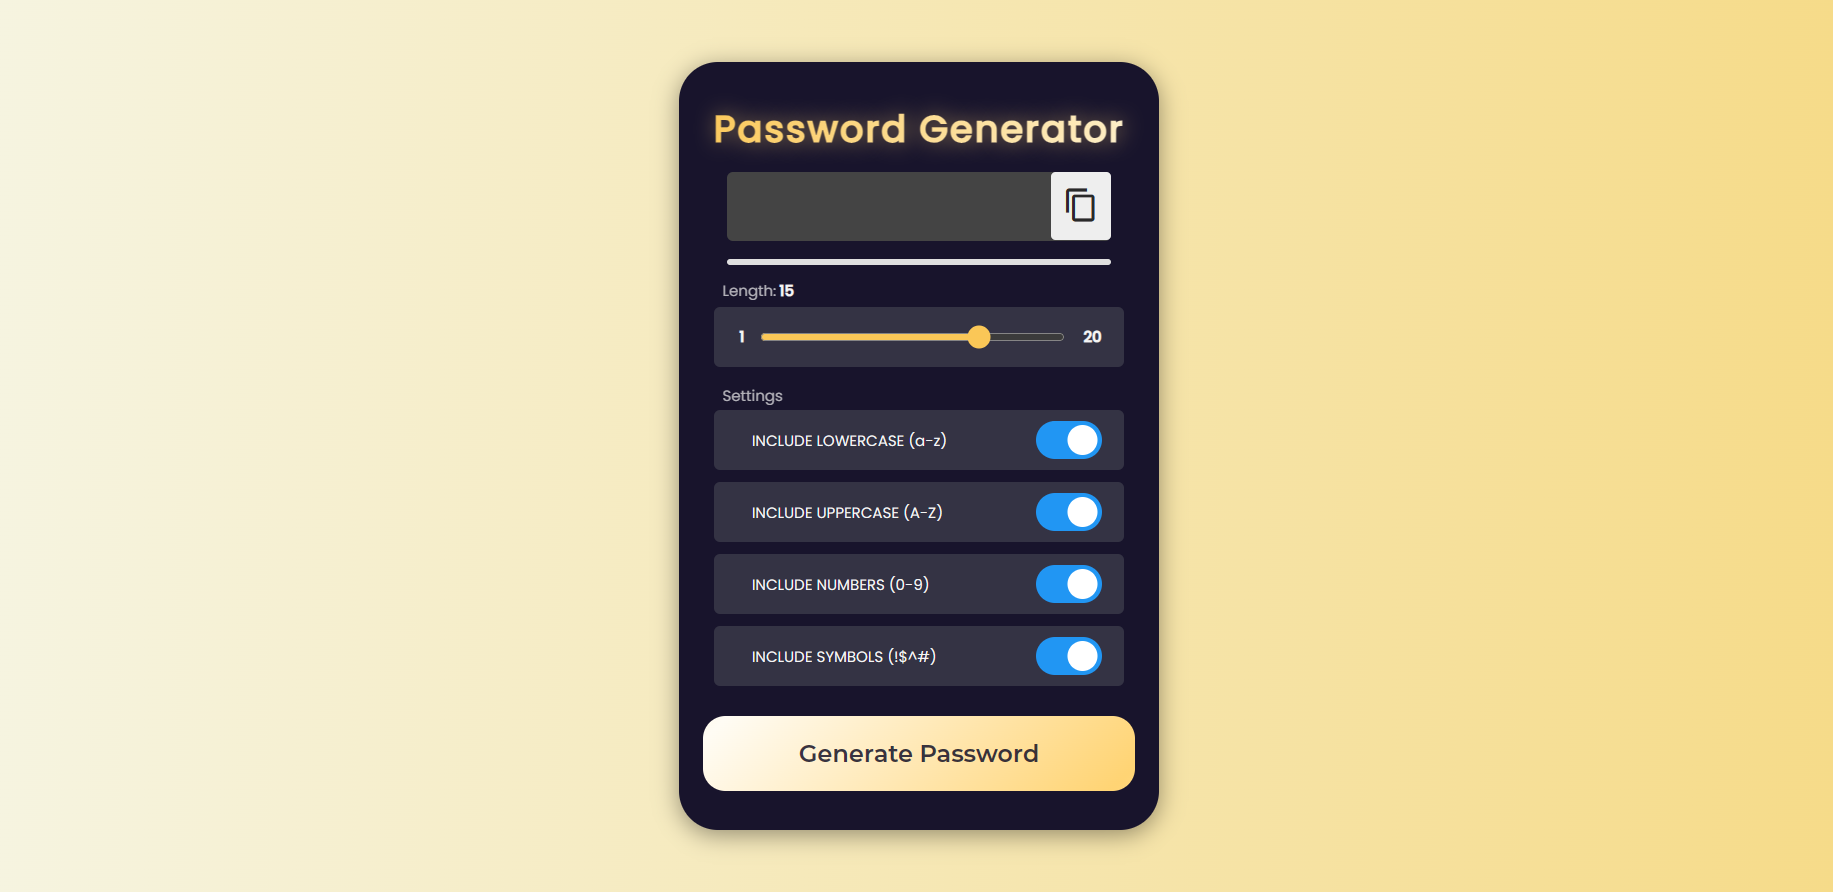 Password Generator
Length: 15
1 20
Settings
INCLUDE LOWERCASE (a-z)
INCLUDE UPPERCASE (A-Z)
INCLUDE NUMBERS (0-9)
INCLUDE SYMBOLS (!$^#)
Generate Password